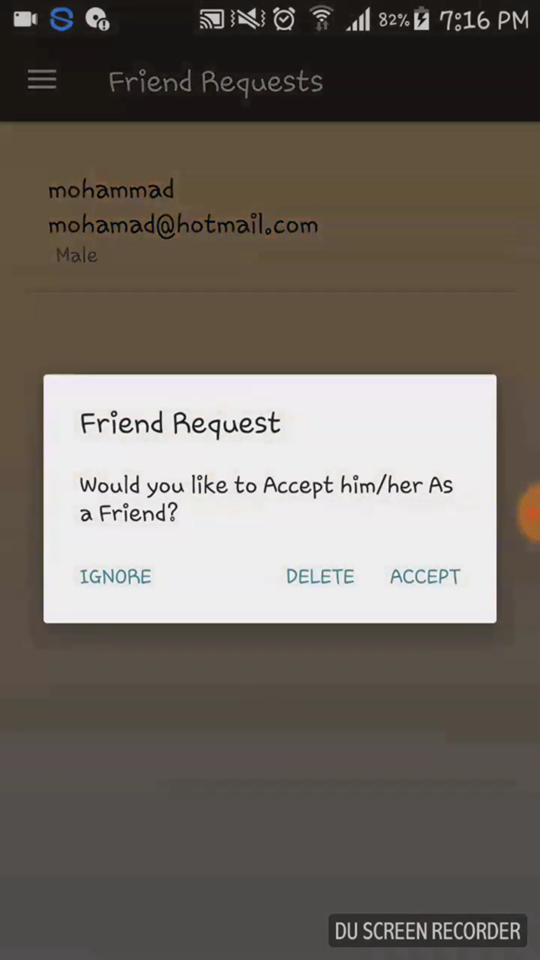 82% 7:16 PM
Friend Requests
mohammad
mohamad@hotmail.com
Male
Friend Request
Would you like to Accept him/her As
a Friend?
IGNORE DELETE ACCEPT
DU SCREEN RECORDER